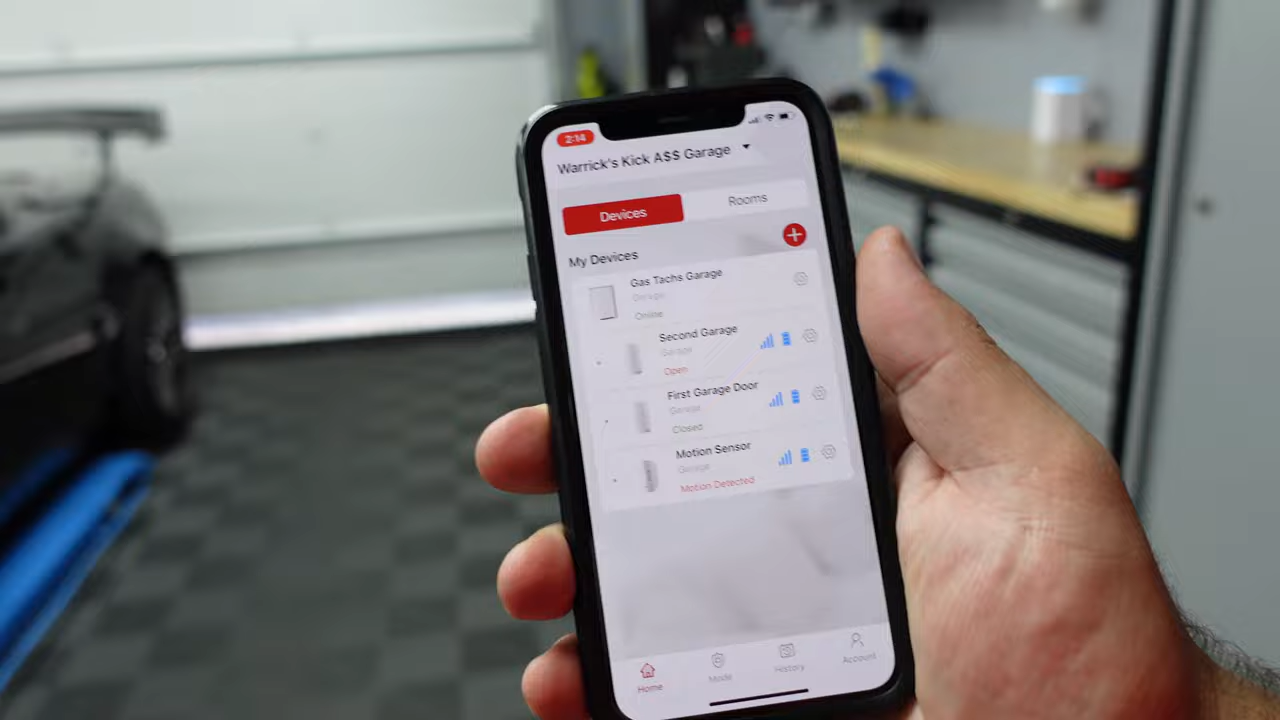 2:14
Warrick's Kick A$$ Garage
Devices Rooms
My Devices
Gas Tachs Garage
Garage
Online
Second Garage
Garage
Open
First Garage Door
Garage
Closed
Motion Sensor
Garage
Motion Detected
Home Mode History Account